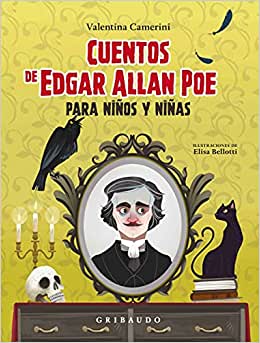 Valentina Camerini
CUENTOS
DE EDGAR ALLAN POE
PARA NIÑOS Y NIÑAS
ILUSTRACIONES DE
Elisa Bellotti
GRIBAUDO